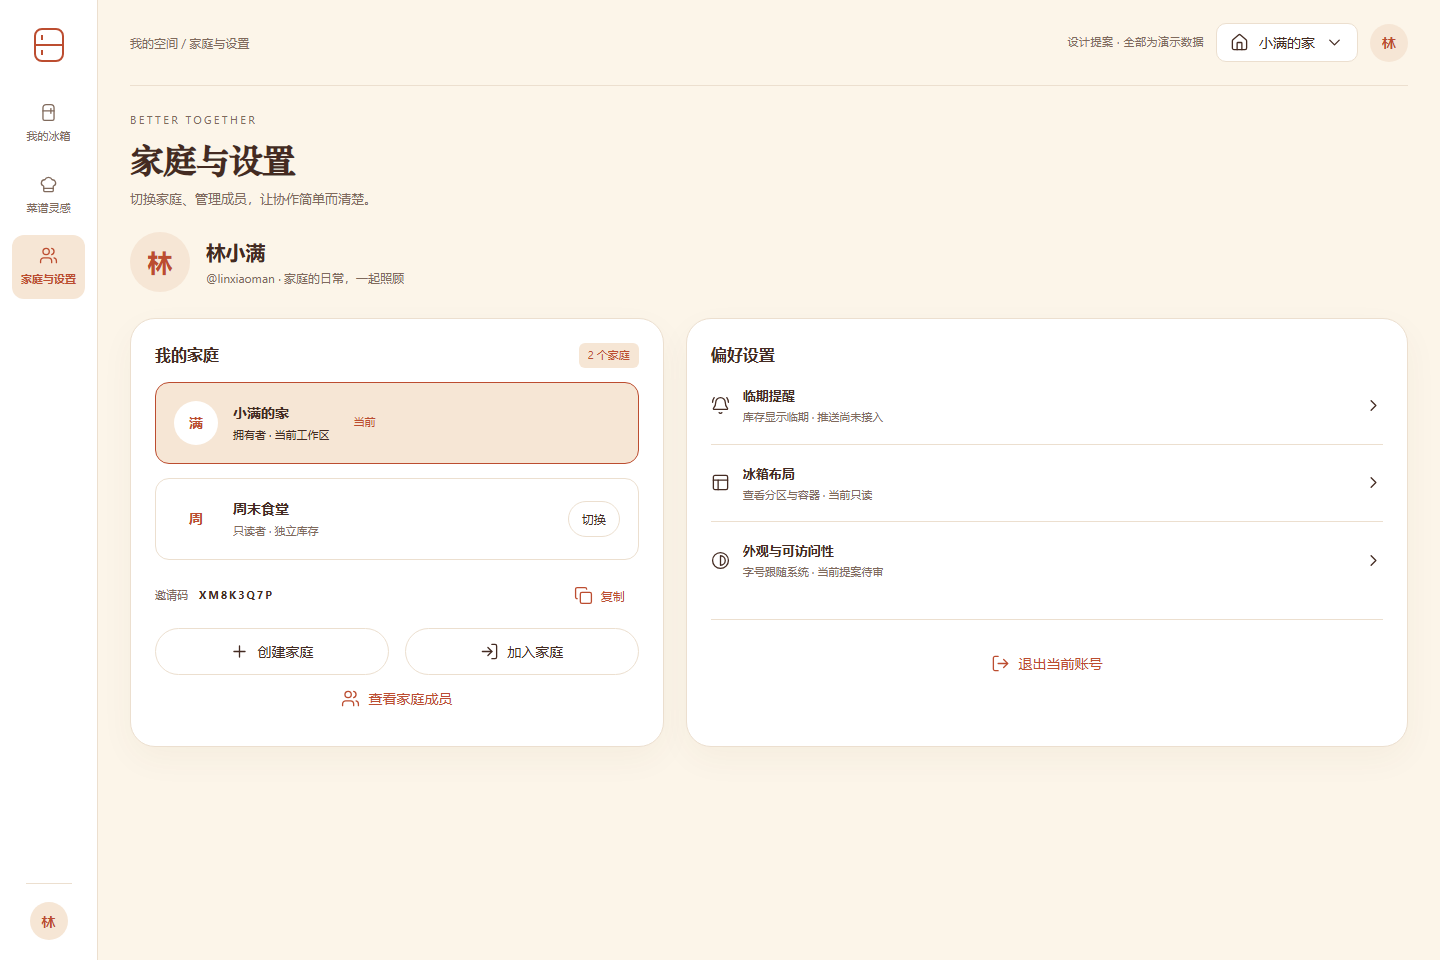 我的冰箱
菜谱灵感
家庭与设置
林
我的空间 / 家庭与设置
设计提案 · 全部为演示数据
小满的家
林
BETTER TOGETHER
家庭与设置
切换家庭、管理成员，让协作简单而清楚。
林
林小满
@linxiaoman · 家庭的日常，一起照顾
我的家庭
2 个家庭
满
小满的家
拥有者 · 当前工作区
当前
周
周末食堂
只读者 · 独立库存
切换
邀请码 XM8K3Q7P
复制
创建家庭
加入家庭
查看家庭成员
偏好设置
临期提醒
库存显示临期 · 推送尚未接入
冰箱布局
查看分区与容器 · 当前只读
外观与可访问性
字号跟随系统 · 当前提案待审
退出当前账号